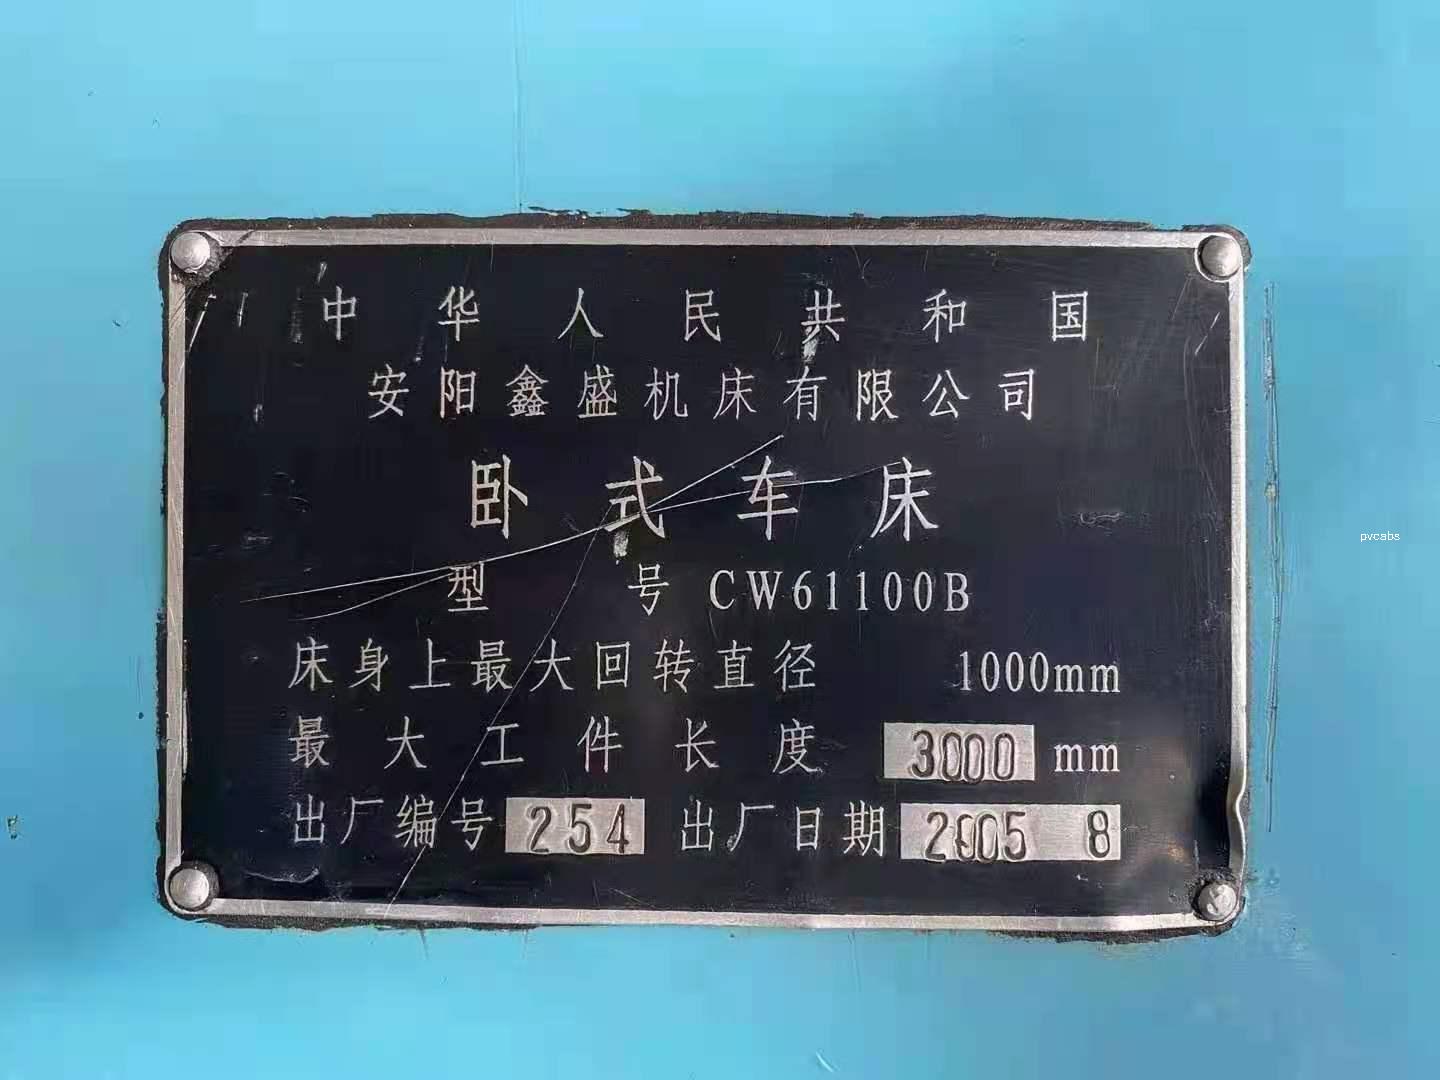 中华人民共和国
安阳鑫盛机床有限公司
卧式车床
型号 CW61100B
床身上最大回转直径 1000mm
最大工件长度 3000 mm
出厂编号 254 出厂日期 2005 8
pvcabs